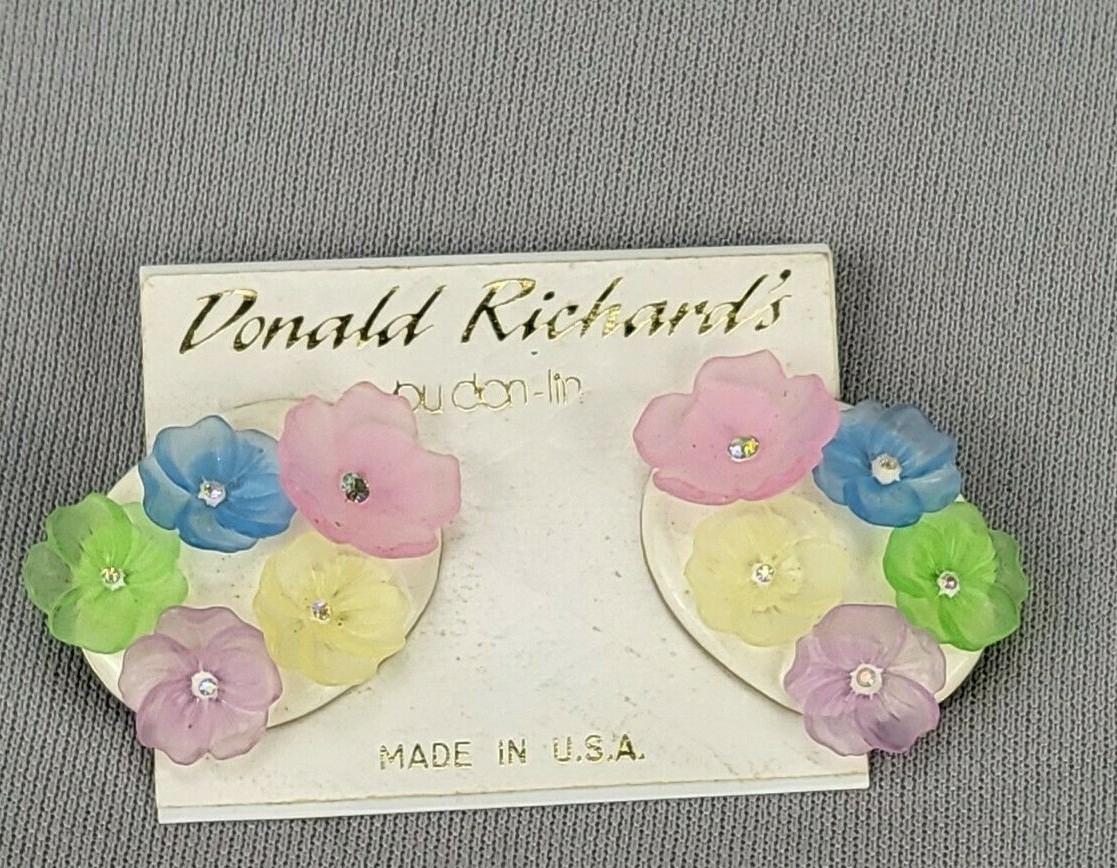 Donald Richard's
by don-lin
MADE IN U.S.A.